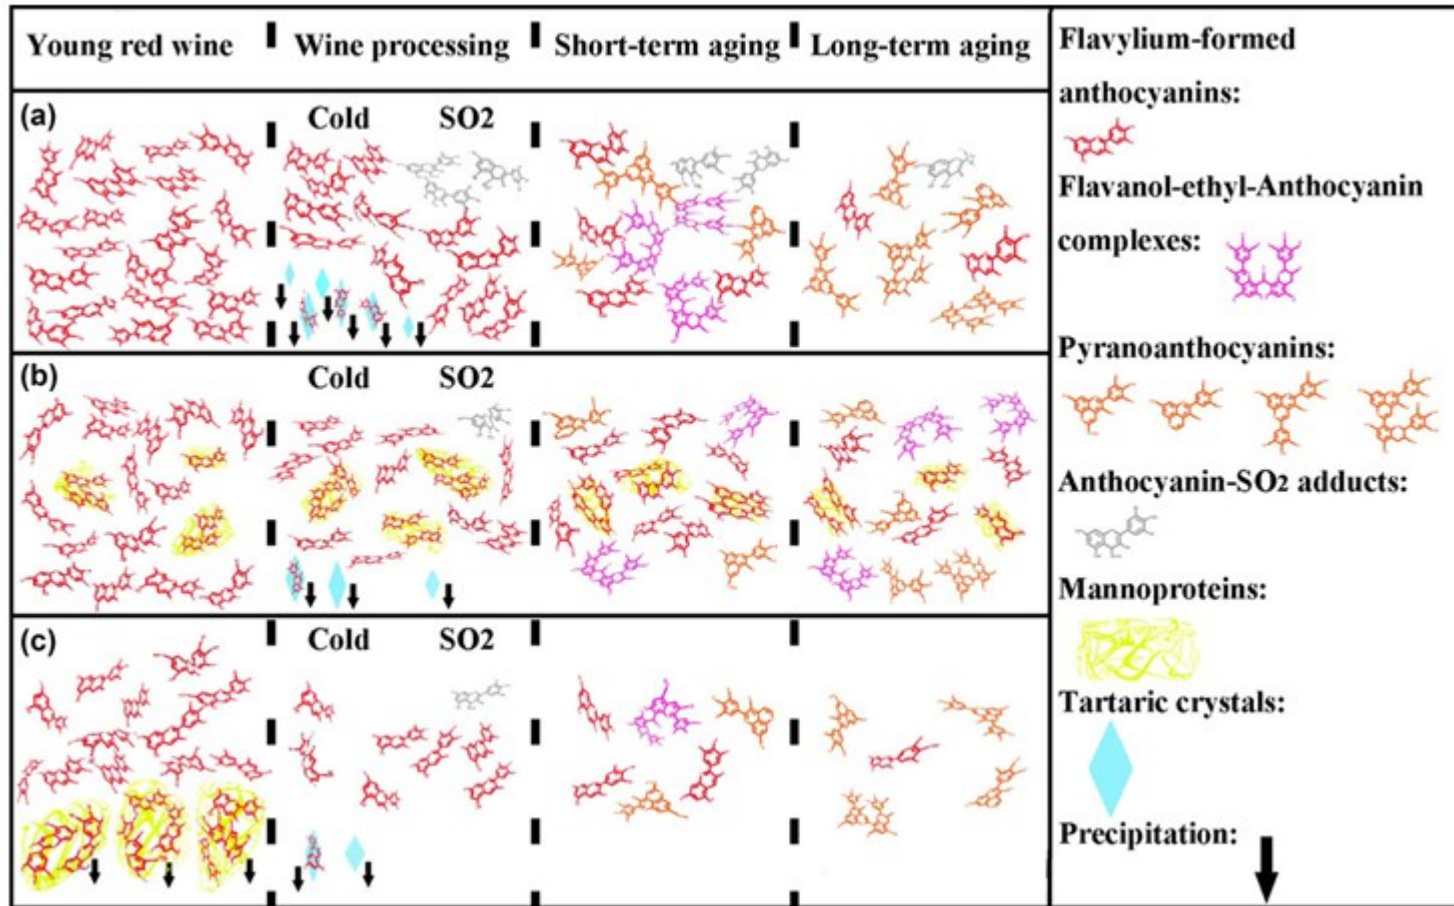 Young red wine
Wine processing
Short-term aging
Long-term aging
(a)
Cold
SO2
(b)
Cold
SO2
(c)
Cold
SO2
Flavylium-formed
anthocyanins:
Flavanol-ethyl-Anthocyanin
complexes:
Pyranoanthocyanins:
Anthocyanin-SO2 adducts:
Mannoproteins:
Tartaric crystals:
Precipitation: